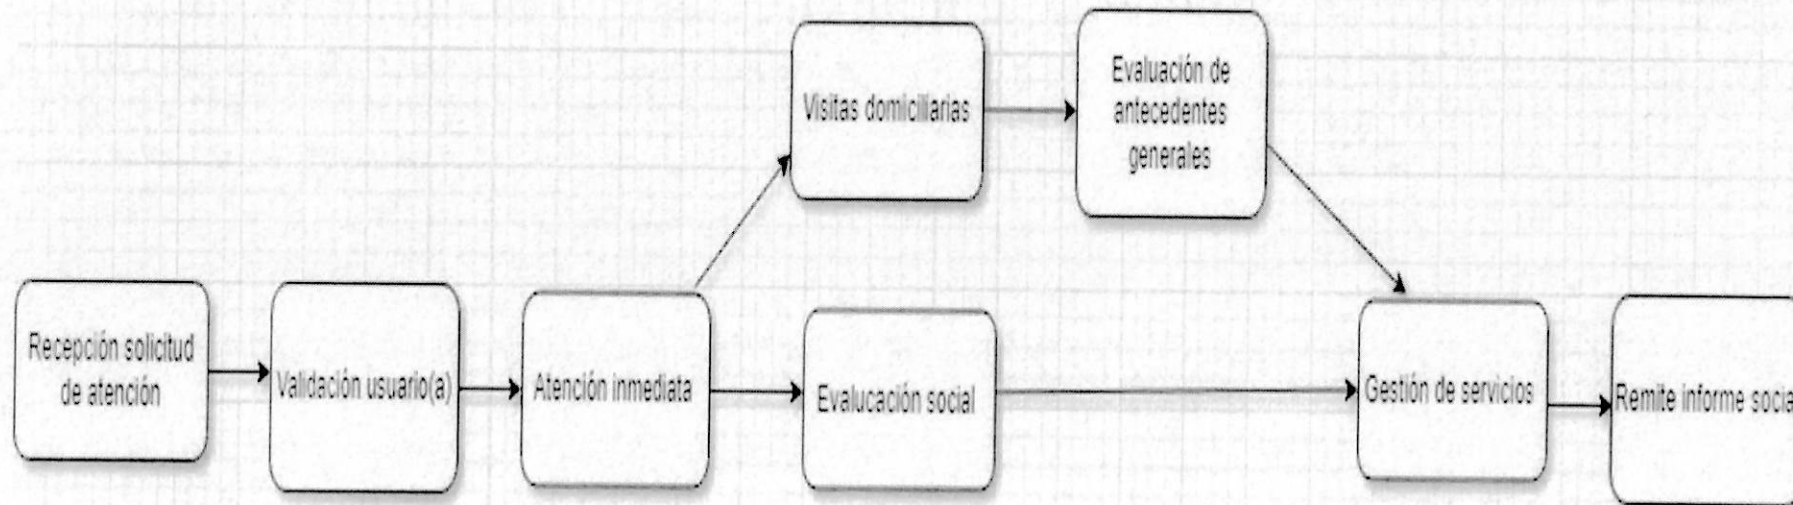 Visitas domiciliarias
Evaluación de
antecedentes
generales
Recepción solicitud
de atención
Validación usuario(a)
Atención inmediata
Evalucación social
Gestión de servicios
Remite informe socia